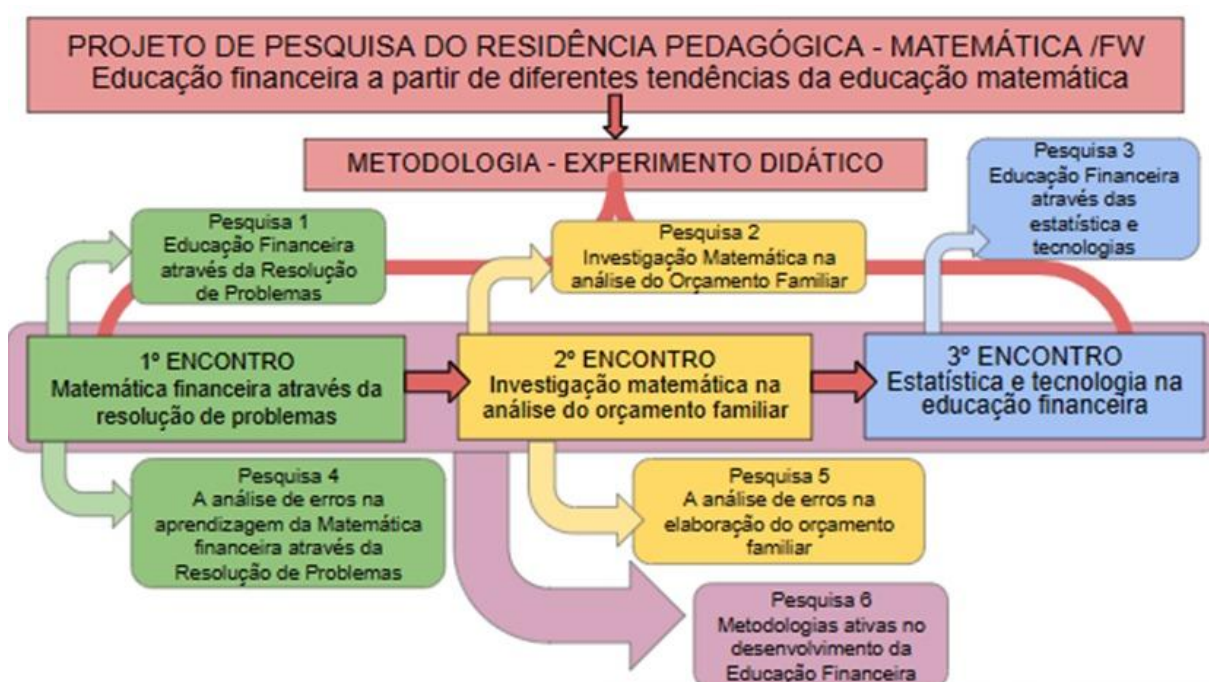 PROJETO DE PESQUISA DO RESIDÊNCIA PEDAGÓGICA - MATEMÁTICA /FW
Educação financeira a partir de diferentes tendências da educação matemática
METODOLOGIA - EXPERIMENTO DIDÁTICO
Pesquisa 1
Educação Financeira
através da Resolução
de Problemas
Pesquisa 2
Investigação Matemática na
análise do Orçamento Familiar
Pesquisa 3
Educação Financeira
através das
estatística e
tecnologias
1º ENCONTRO
Matemática financeira através da
resolução de problemas
2º ENCONTRO
Investigação matemática na
análise do orçamento familiar
3º ENCONTRO
Estatística e tecnologia na
educação financeira
Pesquisa 4
A análise de erros na
aprendizagem da Matemática
financeira através da
Resolução de Problemas
Pesquisa 5
A análise de erros na
elaboração do orçamento
familiar
Pesquisa 6
Metodologias ativas no
desenvolvimento da
Educação Financeira